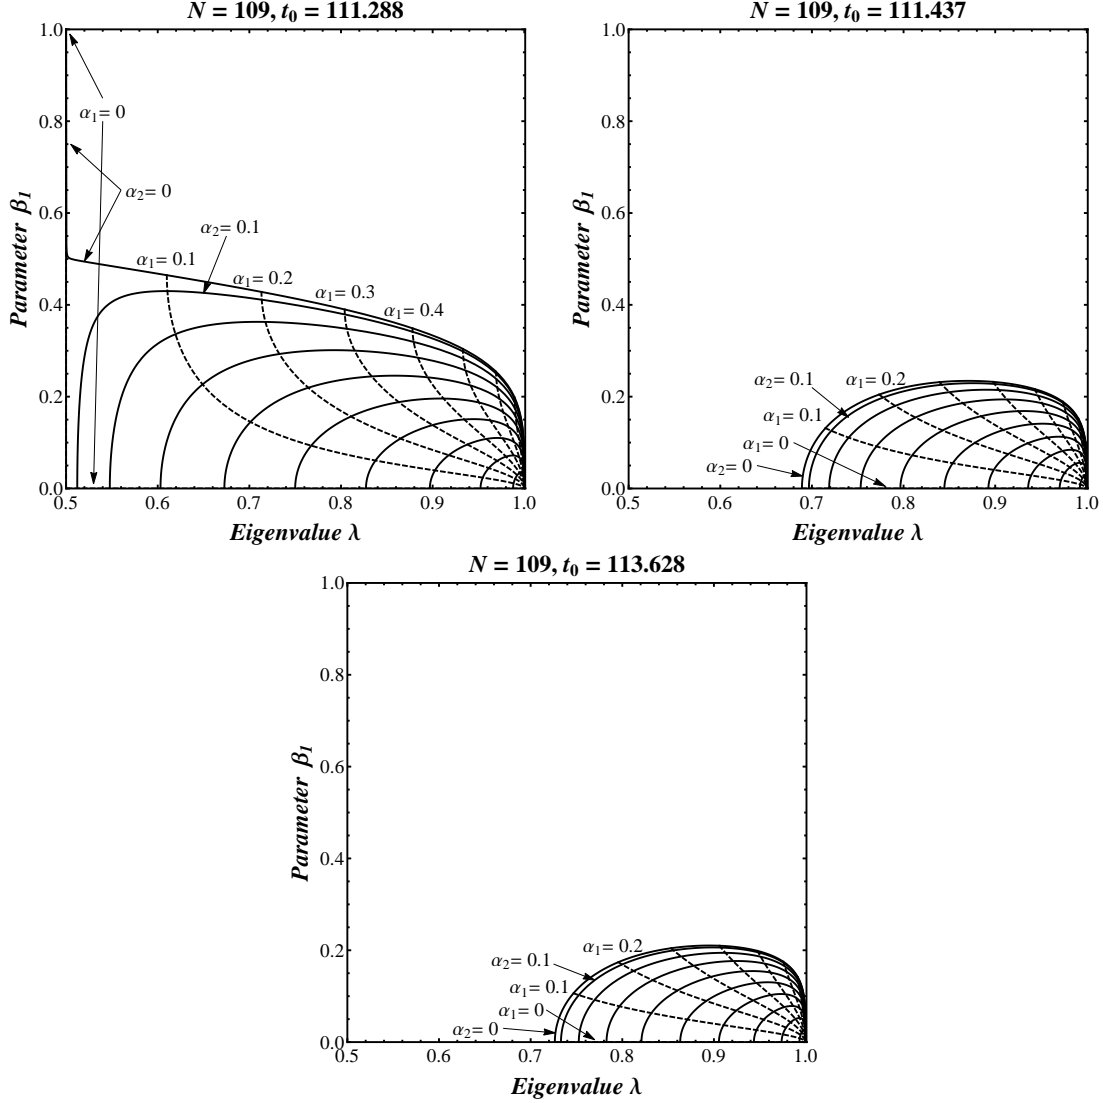 N = 109, t₀ = 111.288
1.0
α₁= 0
0.8
α₂= 0
0.6
α₂= 0.1
α₁= 0.1
α₁= 0.2
α₁= 0.3
α₁= 0.4
0.4
0.2
0.0
0.5 0.6 0.7 0.8 0.9 1.0
Parameter β₁
Eigenvalue λ
N = 109, t₀ = 111.437
1.0
0.8
0.6
0.4
α₂= 0.1
α₁= 0.2
0.2
α₁= 0.1
α₁= 0
α₂= 0
0.0
0.5 0.6 0.7 0.8 0.9 1.0
Parameter β₁
Eigenvalue λ
N = 109, t₀ = 113.628
1.0
0.8
0.6
0.4
0.2
α₁= 0.2
α₂= 0.1
α₁= 0.1
α₁= 0
α₂= 0
0.0
0.5 0.6 0.7 0.8 0.9 1.0
Parameter β₁
Eigenvalue λ